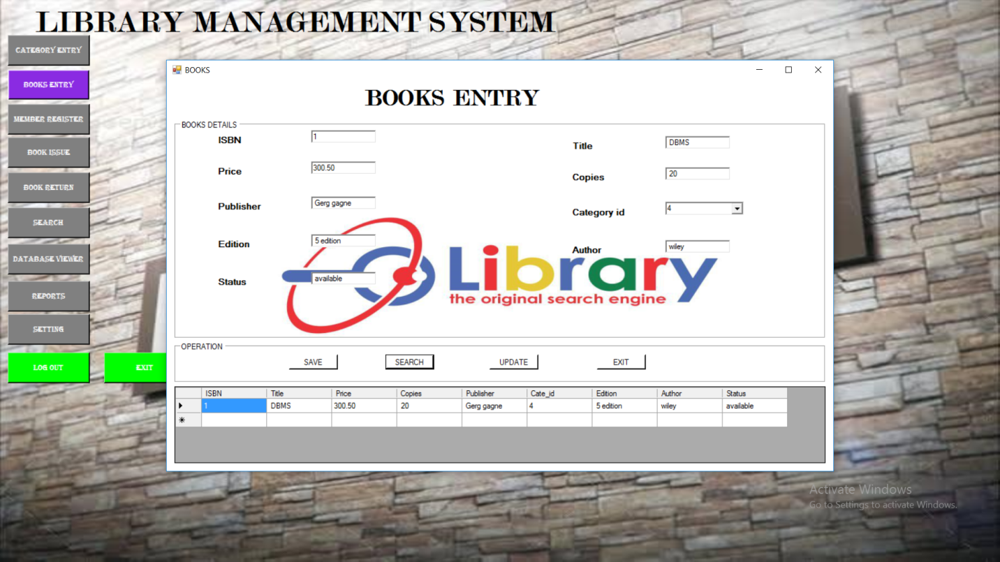 LIBRARY MANAGEMENT SYSTEM
CATEGORY ENTRY
BOOKS ENTRY
MEMBER REGISTER
BOOK ISSUE
BOOK RETURN
SEARCH
DATABASE VIEWER
REPORTS
SETTING
LOG OUT
EXIT
BOOKS
BOOKS ENTRY
BOOKS DETAILS
ISBN 1
Title DBMS
Price 300.50
Copies 20
Publisher Gerg gagne
Category id 4
Edition 5 edition
Author wiley
Status available
Library
the original search engine
OPERATION
SAVE SEARCH UPDATE EXIT
ISBN Title Price Copies Publisher Cate_id Edition Author Status
1 DBMS 300.50 20 Gerg gagne 4 5 edition wiley available
Activate Windows
Go to Settings to activate Windows.